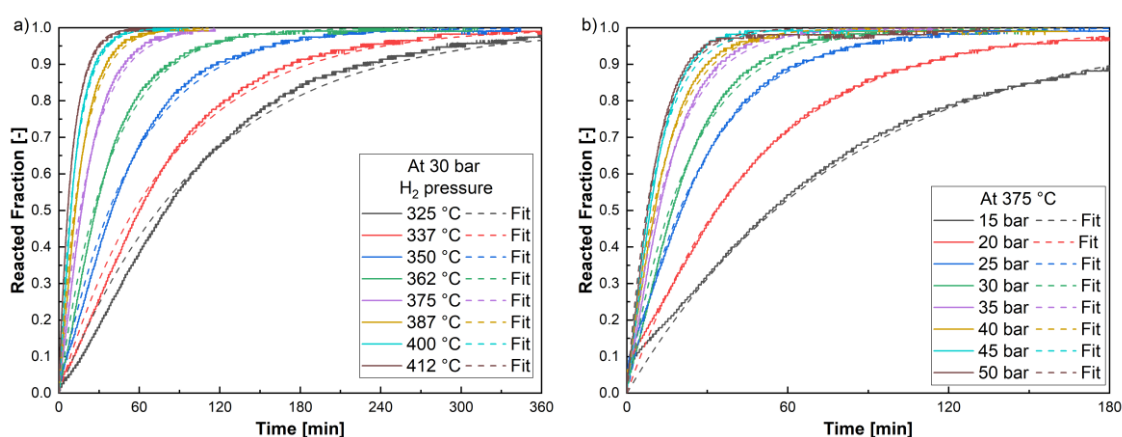 a)
Reacted Fraction [-]
1.0
0.9
0.8
0.7
0.6
0.5
0.4
0.3
0.2
0.1
0.0
0 60 120 180 240 300 360
Time [min]
At 30 bar
H₂ pressure
325 °C Fit
337 °C Fit
350 °C Fit
362 °C Fit
375 °C Fit
387 °C Fit
400 °C Fit
412 °C Fit
b)
Reacted Fraction [-]
1.0
0.9
0.8
0.7
0.6
0.5
0.4
0.3
0.2
0.1
0.0
0 60 120 180
Time [min]
At 375 °C
15 bar Fit
20 bar Fit
25 bar Fit
30 bar Fit
35 bar Fit
40 bar Fit
45 bar Fit
50 bar Fit